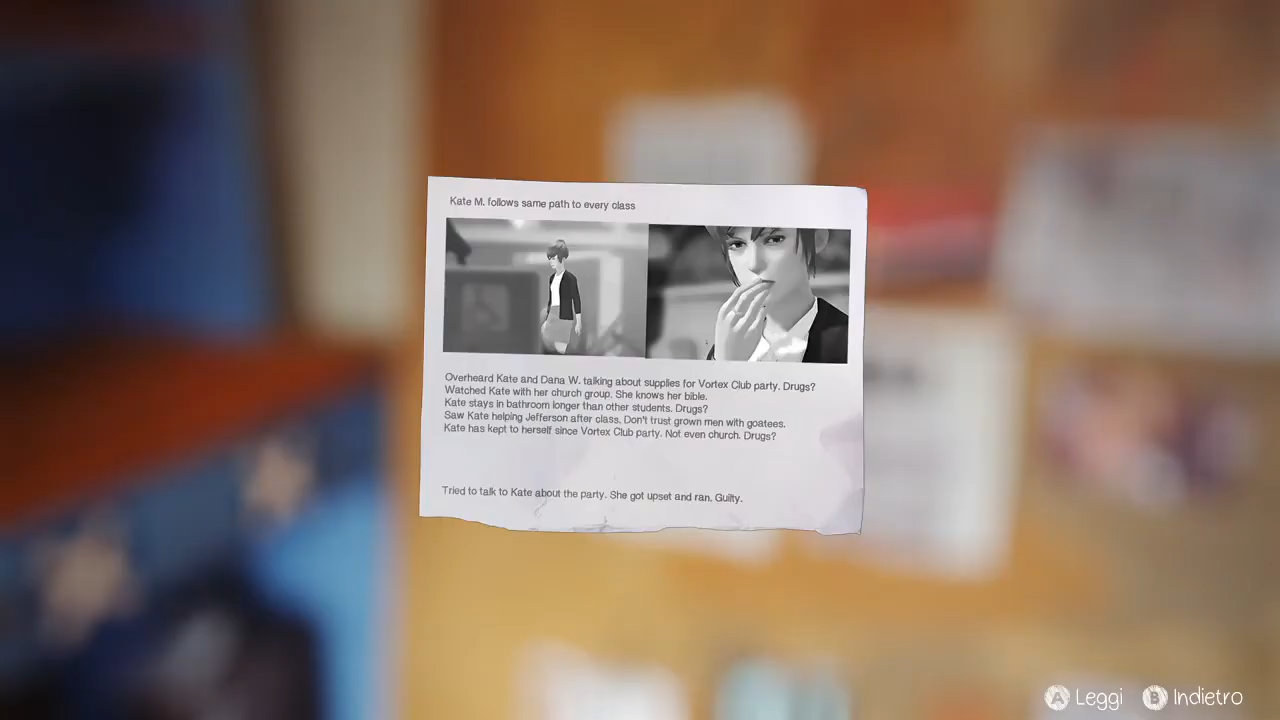 Kate M. follows same path to every class
Overheard Kate and Dana W. talking about supplies for Vortex Club party. Drugs?
Watched Kate with her church group. She knows her bible.
Kate stays in bathroom longer than other students. Drugs?
Saw Kate helping Jefferson after class. Don't trust grown men with goatees.
Kate has kept to herself since Vortex Club party. Not even church. Drugs?
Tried to talk to Kate about the party. She got upset and ran. Guilty.
A Leggi B Indietro